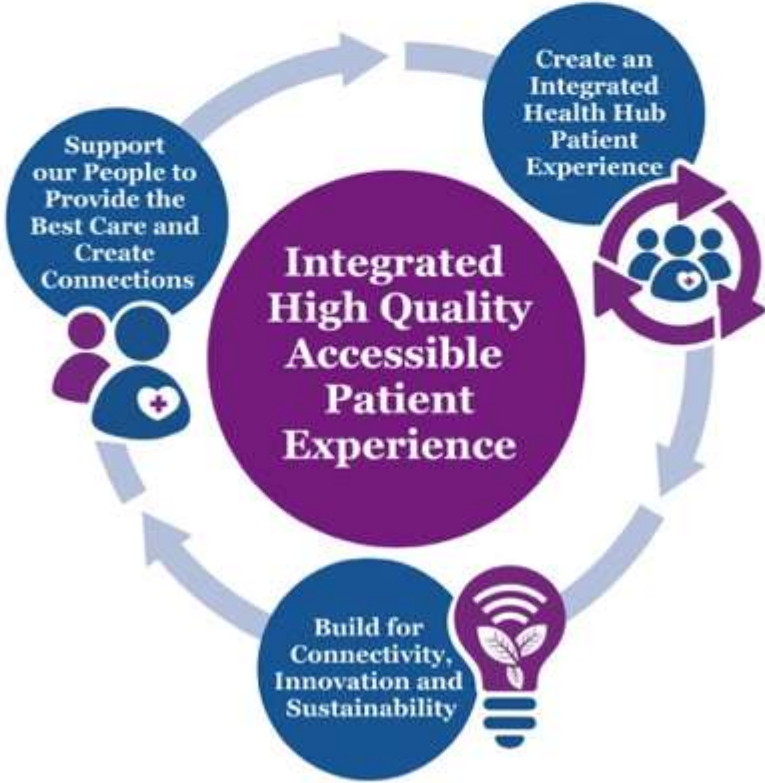 Create an
Integrated
Health Hub
Patient
Experience
Support
our People to
Provide the
Best Care and
Create
Connections
Integrated
High Quality
Accessible
Patient
Experience
Build for
Connectivity,
Innovation and
Sustainability